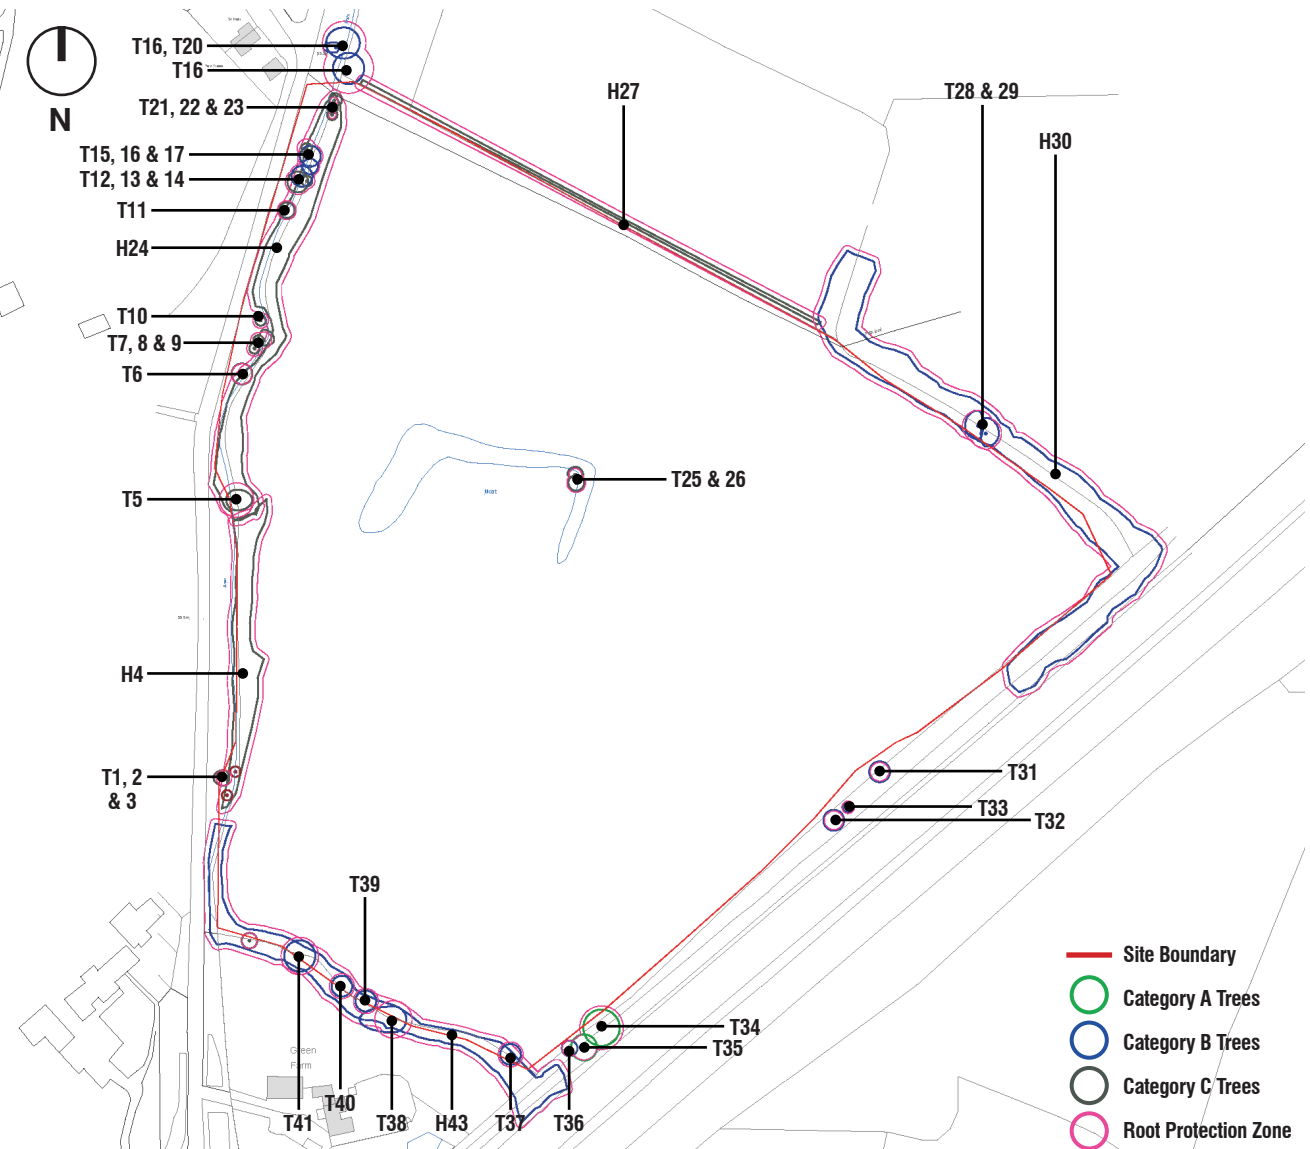 T16, T20
T16
T21, 22 & 23
T15, 16 & 17
T12, 13 & 14
T11
H24
T10
T7, 8 & 9
T6
T5
H4
T1, 2
& 3
N
H27
T28 & 29
H30
T25 & 26
Moat
T31
T33
T32
T39
T34
T35
Green
Farm
T41
T40
T38
H43
T37
T36
Site Boundary
Category A Trees
Category B Trees
Category C Trees
Root Protection Zone